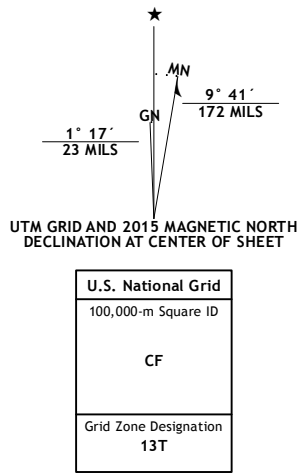 ★
MN
GN
9° 41´
172 MILS
1° 17´
23 MILS
UTM GRID AND 2015 MAGNETIC NORTH
DECLINATION AT CENTER OF SHEET
U.S. National Grid
100,000-m Square ID
CF
Grid Zone Designation
13T